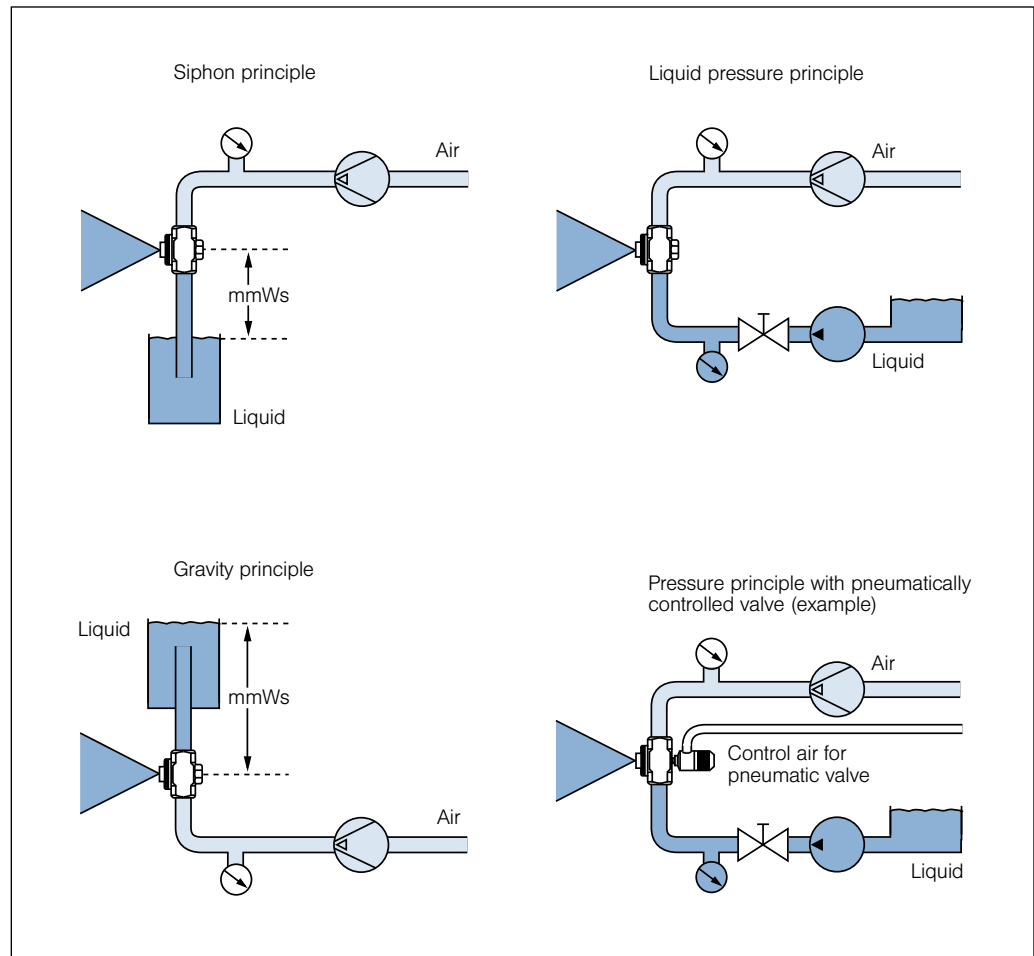 Siphon principle
Air
mmWs
Liquid
Liquid pressure principle
Air
Liquid
Gravity principle
Liquid
mmWs
Air
Pressure principle with pneumatically
controlled valve (example)
Air
Control air for
pneumatic valve
Liquid